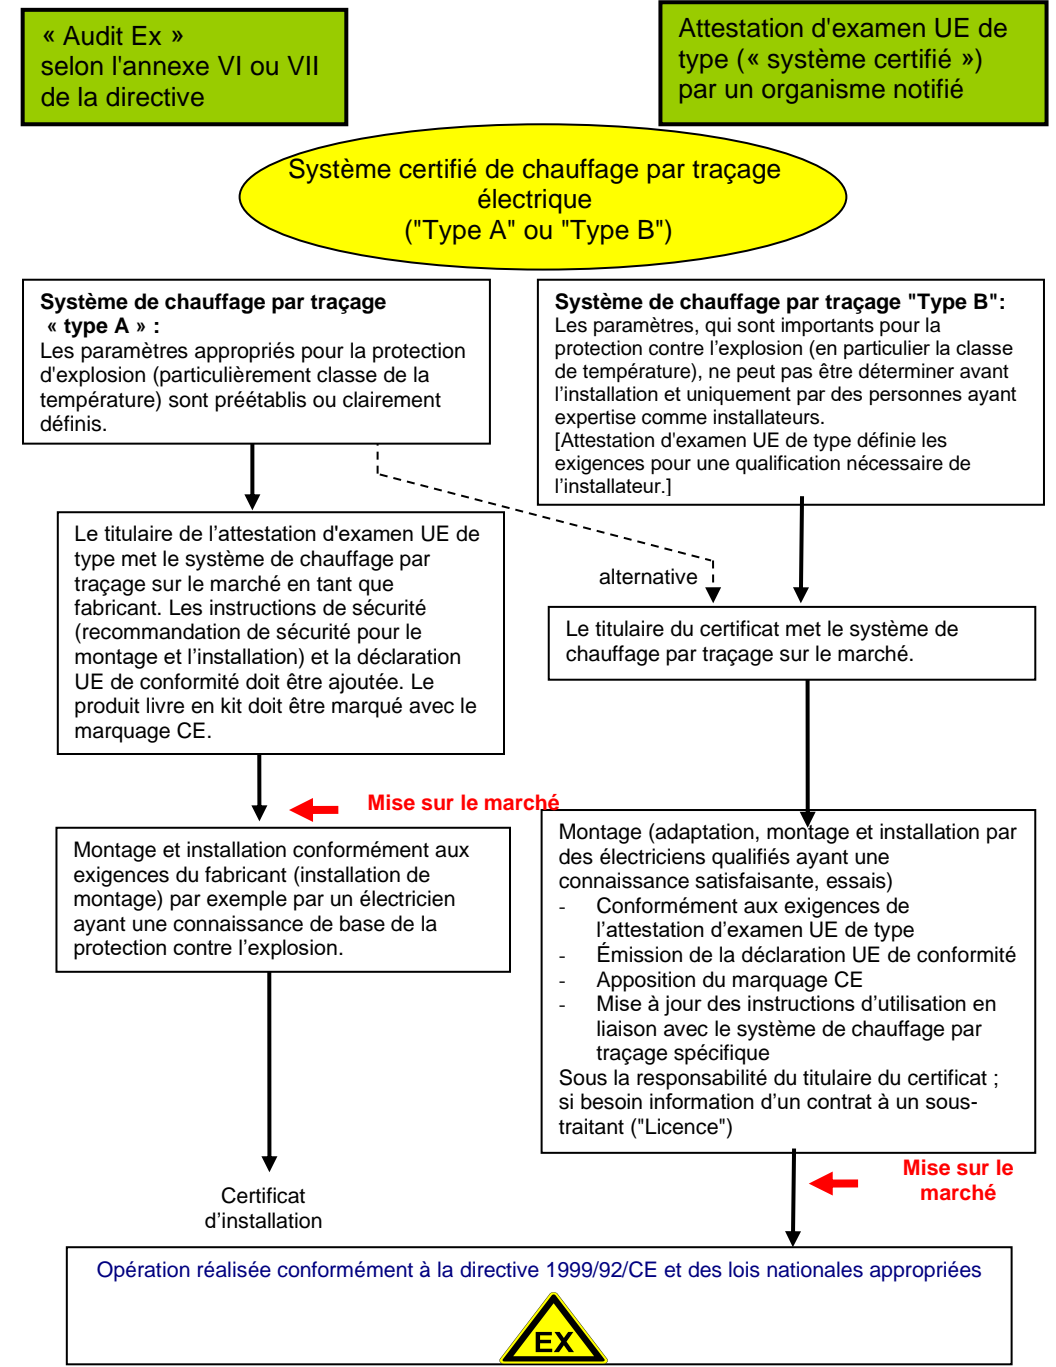 « Audit Ex »
selon l'annexe VI ou VII
de la directive
Attestation d'examen UE de
type (« système certifié »)
par un organisme notifié
Système certifié de chauffage par traçage
électrique
("Type A" ou "Type B")
Système de chauffage par traçage
« type A » :
Les paramètres appropriés pour la protection
d'explosion (particulièrement classe de la
température) sont préétablis ou clairement
définis.
Système de chauffage par traçage "Type B":
Les paramètres, qui sont importants pour la
protection contre l’explosion (en particulier la classe
de température), ne peut pas être déterminer avant
l’installation et uniquement par des personnes ayant
expertise comme installateurs.
[Attestation d'examen UE de type définie les
exigences pour une qualification nécessaire de
l’installateur.]
Le titulaire de l’attestation d'examen UE de
type met le système de chauffage par
traçage sur le marché en tant que
fabricant. Les instructions de sécurité
(recommandation de sécurité pour le
montage et l’installation) et la déclaration
UE de conformité doit être ajoutée. Le
produit livre en kit doit être marqué avec le
marquage CE.
alternative
Le titulaire du certificat met le système de
chauffage par traçage sur le marché.
Mise sur le marché
Montage et installation conformément aux
exigences du fabricant (installation de
montage) par exemple par un électricien
ayant une connaissance de base de la
protection contre l’explosion.
Montage (adaptation, montage et installation par
des électriciens qualifiés ayant une
connaissance satisfaisante, essais)
- Conformément aux exigences de
l’attestation d’examen UE de type
- Émission de la déclaration UE de conformité
- Apposition du marquage CE
- Mise à jour des instructions d’utilisation en
liaison avec le système de chauffage par
traçage spécifique
Sous la responsabilité du titulaire du certificat ;
si besoin information d’un contrat à un sous-
traitant ("Licence")
Mise sur le
marché
Certificat
d’installation
Opération réalisée conformément à la directive 1999/92/CE et des lois nationales appropriées
EX